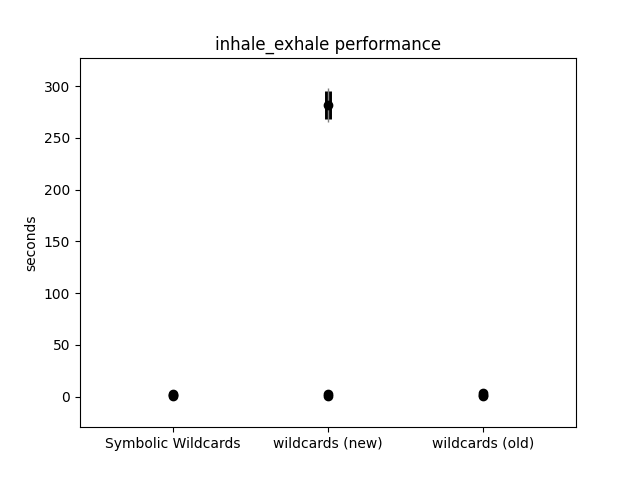 inhale_exhale performance
seconds
300
250
200
150
100
50
0
Symbolic Wildcards
wildcards (new)
wildcards (old)